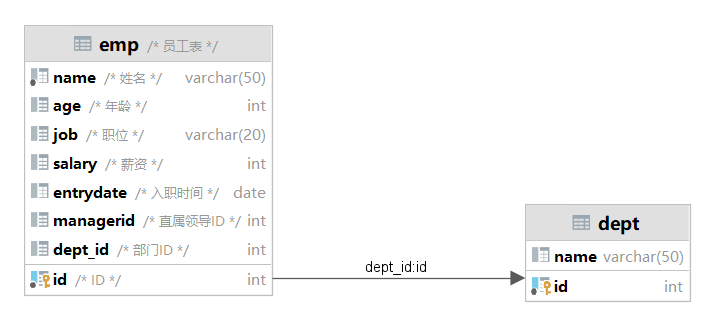 emp /* 员工表 */
name /* 姓名 */ varchar(50)
age /* 年龄 */ int
job /* 职位 */ varchar(20)
salary /* 薪资 */ int
entrydate /* 入职时间 */ date
managerid /* 直属领导ID */ int
dept_id /* 部门ID */ int
id /* ID */ int
dept_id:id
dept
name varchar(50)
id int